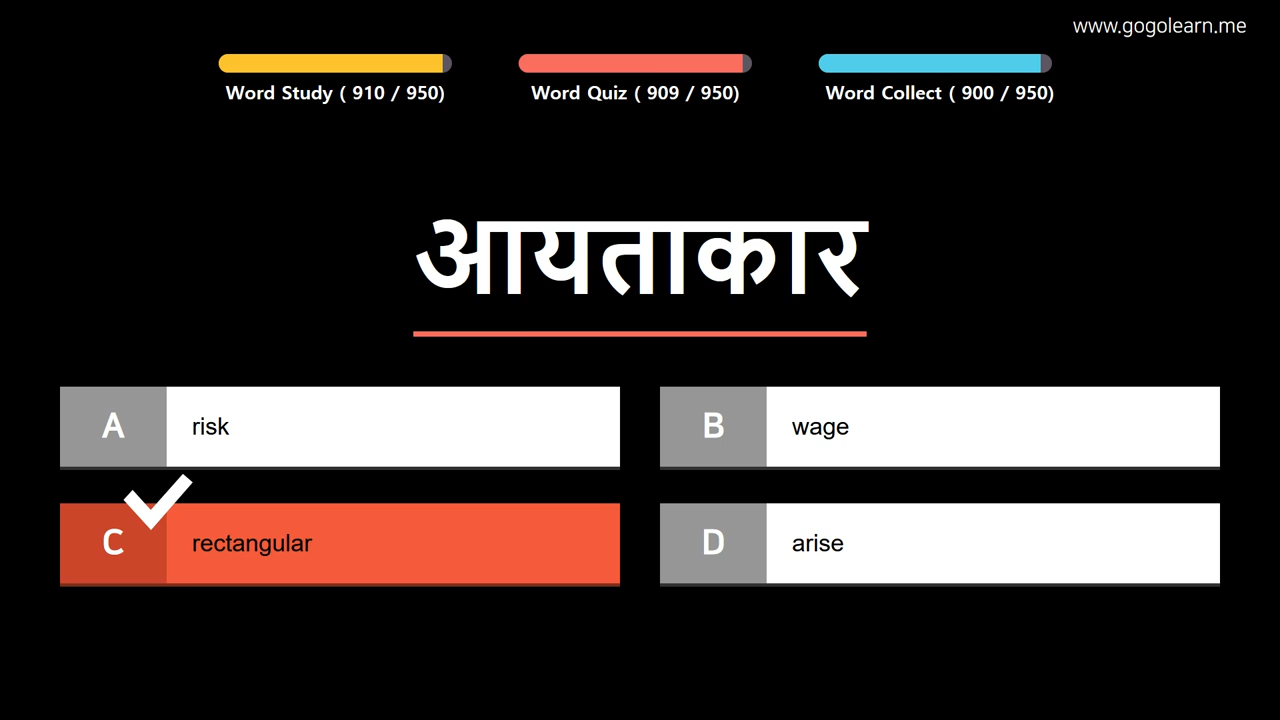 www.gogolearn.me
Word Study ( 910 / 950)
Word Quiz ( 909 / 950)
Word Collect ( 900 / 950)
आयताकार
A risk
B wage
C rectangular
D arise